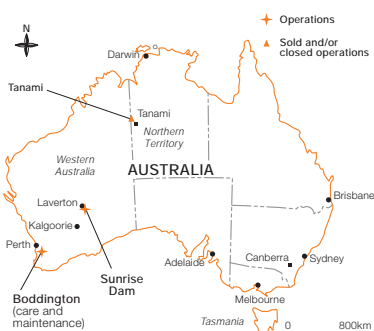 Operations
Sold and/or
closed operations
N
Darwin
Tanami
Tanami
Northern
Territory
Western
Australia
AUSTRALIA
Laverton
Brisbane
Kalgoorie
Perth
Sunrise
Dam
Adelaide
Canberra
Sydney
Boddington
(care and
maintenance)
Melbourne
Tasmania
0 800km